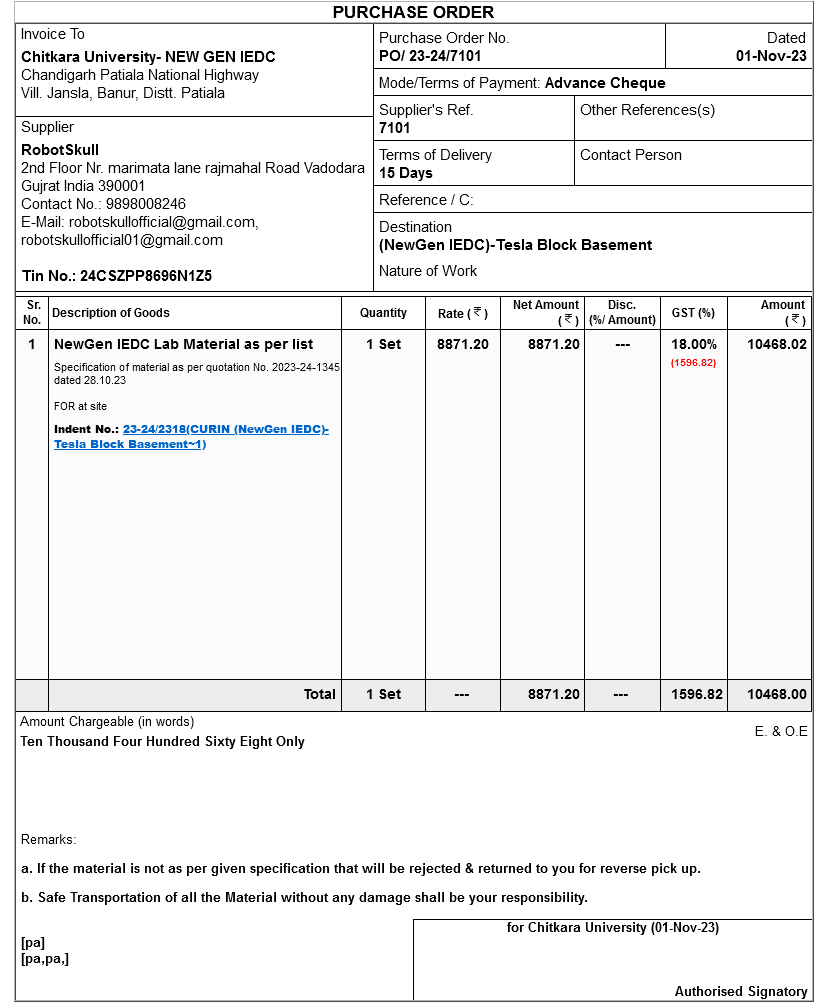 PURCHASE ORDER
Invoice To
Chitkara University- NEW GEN IEDC
Chandigarh Patiala National Highway
Vill. Jansla, Banur, Distt. Patiala
Supplier
RobotSkull
2nd Floor Nr. marimata lane rajmahal Road Vadodara
Gujrat India 390001
Contact No.: 9898008246
E-Mail: robotskullofficial@gmail.com,
robotskullofficial01@gmail.com
Tin No.: 24CSZPP8696N1Z5
Purchase Order No. Dated
PO/ 23-24/7101 01-Nov-23
Mode/Terms of Payment: Advance Cheque
Supplier's Ref. Other References(s)
7101
Terms of Delivery Contact Person
15 Days
Reference / C:
Destination
(NewGen IEDC)-Tesla Block Basement
Nature of Work
Sr. No. Description of Goods Quantity Rate (₹) Net Amount (₹) Disc. (%/ Amount) GST (%) Amount (₹)
1 NewGen IEDC Lab Material as per list 1 Set 8871.20 8871.20 --- 18.00% 10468.02
(1596.82)
Specification of material as per quotation No. 2023-24-1345
dated 28.10.23
FOR at site
Indent No.: 23-24/2318(CURIN (NewGen IEDC)-
Tesla Block Basement~1)
Total 1 Set --- 8871.20 --- 1596.82 10468.00
Amount Chargeable (in words)
E. & O.E
Ten Thousand Four Hundred Sixty Eight Only
Remarks:
a. If the material is not as per given specification that will be rejected & returned to you for reverse pick up.
b. Safe Transportation of all the Material without any damage shall be your responsibility.
[pa]
[pa,pa,]
for Chitkara University (01-Nov-23)
Authorised Signatory